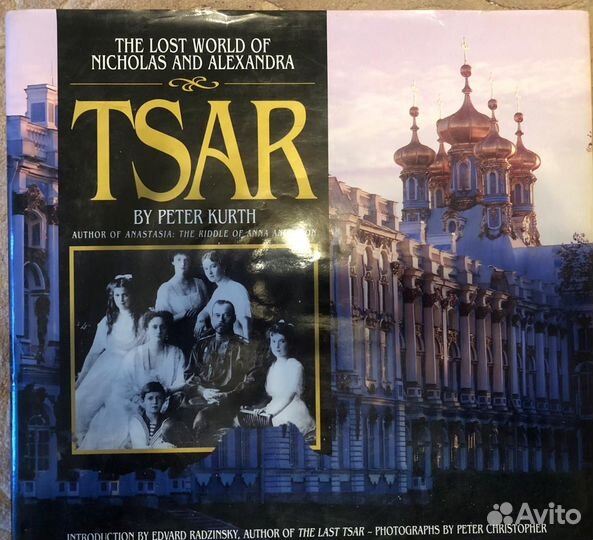 THE LOST WORLD OF
NICHOLAS AND ALEXANDRA
TSAR
BY PETER KURTH
AUTHOR OF ANASTASIA: THE RIDDLE OF ANNA ANDERSON
INTRODUCTION BY EDVARD RADZINSKY, AUTHOR OF THE LAST TSAR – PHOTOGRAPHS BY PETER CHRISTOPHER
Avito